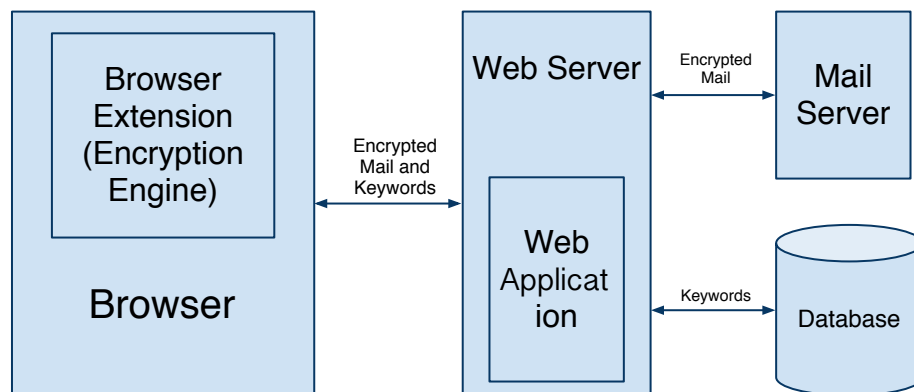 Browser
Extension
(Encryption
Engine)
Browser
Encrypted
Mail and
Keywords
Web Server
Web
Applicat
ion
Encrypted
Mail
Mail
Server
Keywords
Database